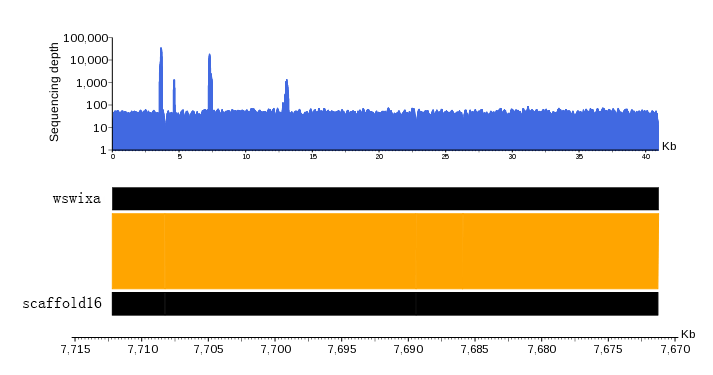 100,000
10,000
1,000
100
10
1
Sequencing depth
0 5 10 15 20 25 30 35 40 Kb
wswixa
scaffold16
7,715 7,710 7,705 7,700 7,695 7,690 7,685 7,680 7,675 7,670 Kb